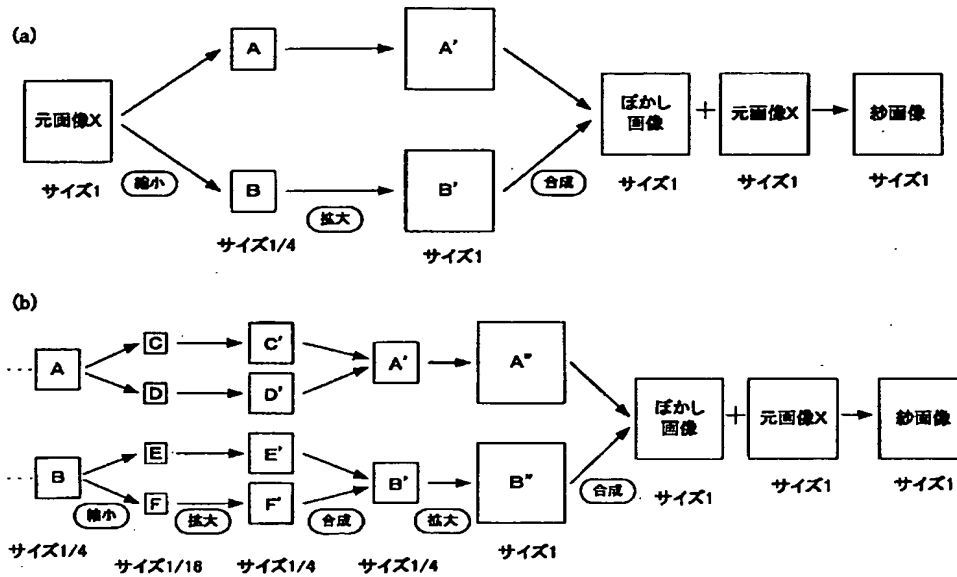 (a)
元画像X
サイズ1
縮小
A
B
サイズ1/4
拡大
A′
B′
サイズ1
合成
ぼかし
画像
サイズ1
+
元画像X
サイズ1
紗画像
サイズ1
(b)
A
B
サイズ1/4
縮小
C
D
E
F
サイズ1/16
拡大
C′
D′
E′
F′
サイズ1/4
合成
A′
B′
サイズ1/4
拡大
A″
B″
サイズ1
合成
ぼかし
画像
サイズ1
+
元画像X
サイズ1
紗画像
サイズ1